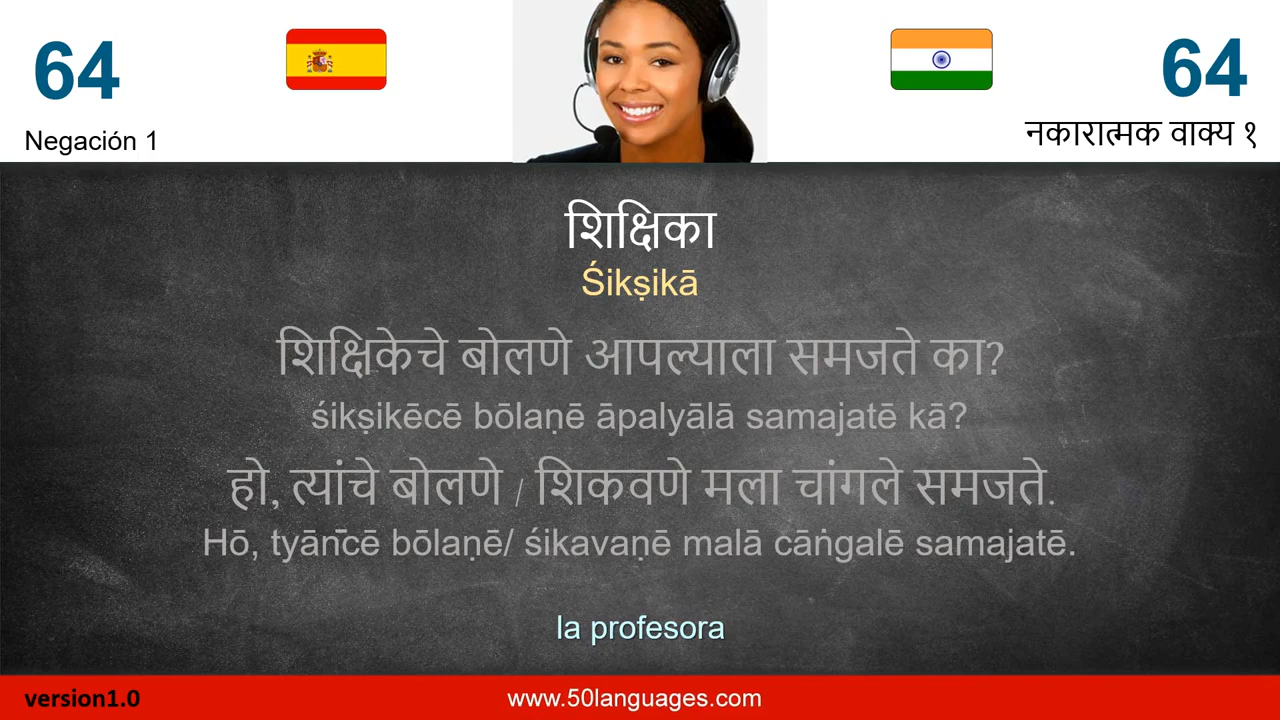 64
64
Negación 1
नकारात्मक वाक्य १
शिक्षिका
Śikṣikā
शिक्षिकेचे बोलणे आपल्याला समजते का?
śikṣikēcē bōlaṇē āpalyālā samajatē kā?
हो, त्यांचे बोलणे / शिकवणे मला चांगले समजते.
Hō, tyān̄cē bōlaṇē/ śikavaṇē malā cāṅgalē samajatē.
la profesora
version1.0
www.50languages.com